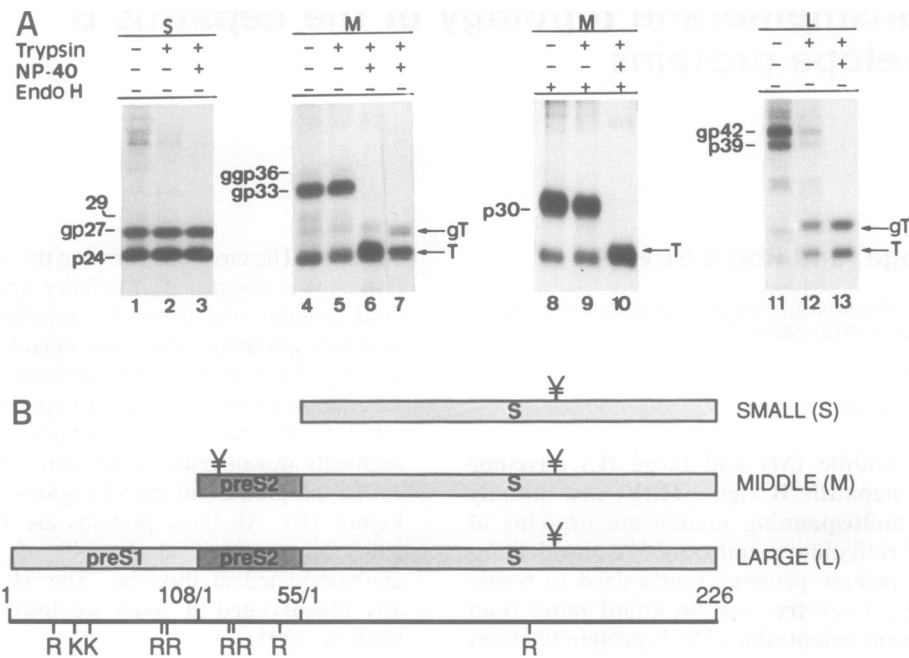 A
S M M L
Trypsin − + + − + + + − + + − + +
NP-40 − − + − − + + − − + − − +
Endo H − − − − + + + − − −
gp42
p39
ggp36
gp33
p30
29
gp27
p24
gT
T
T
gT
T
1 2 3 4 5 6 7 8 9 10 11 12 13
B
S SMALL (S)
preS2 S MIDDLE (M)
preS1 preS2 S LARGE (L)
1 108/1 55/1 226
R KK RR RR R R